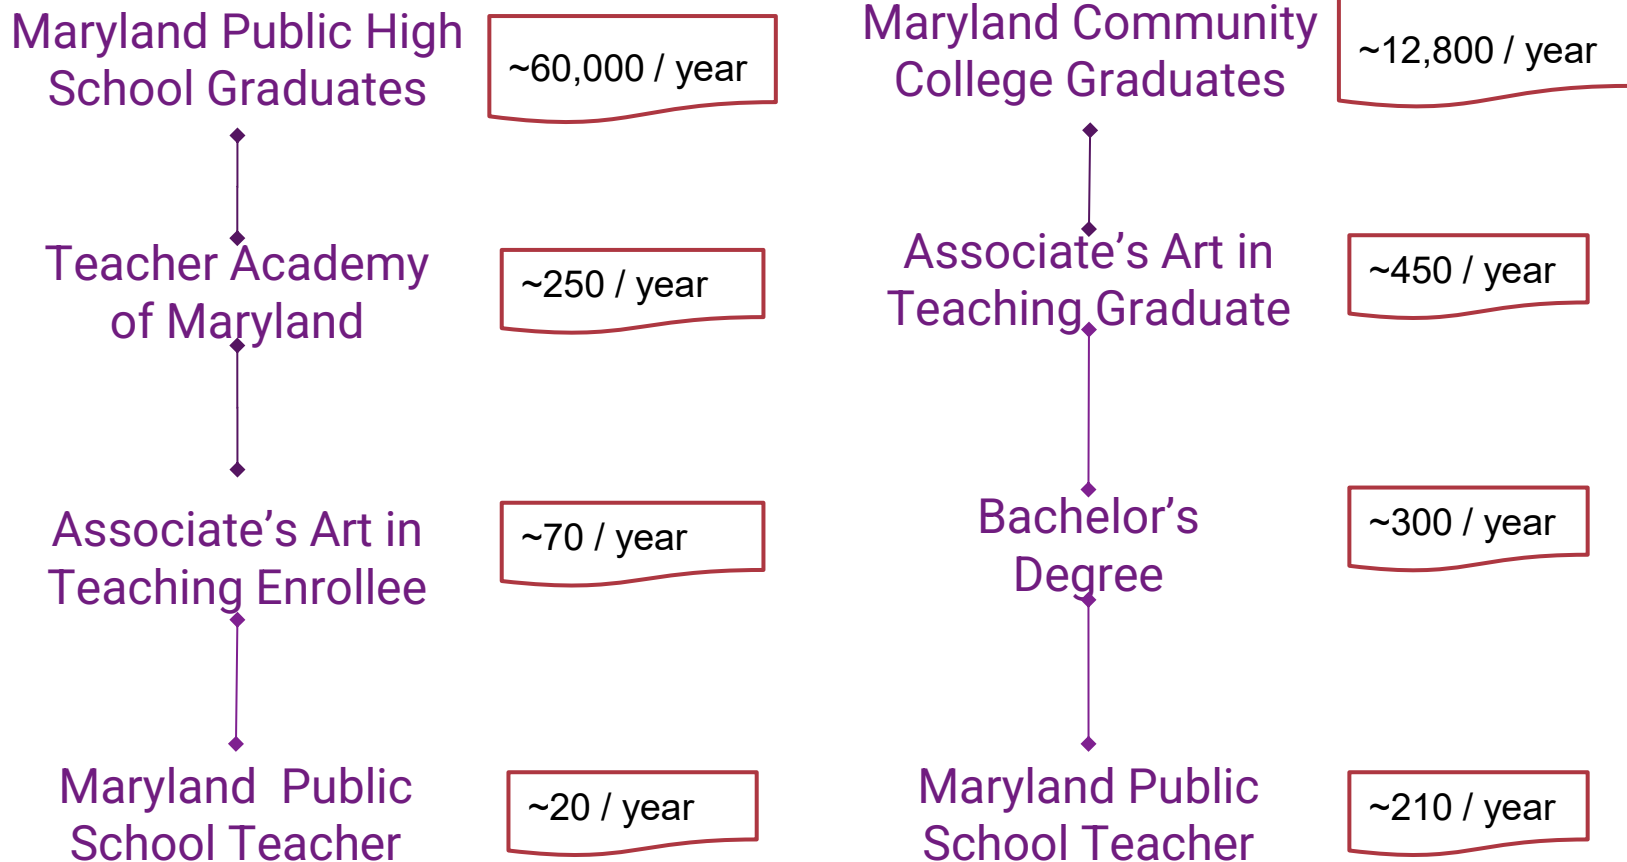 Maryland Public High
School Graduates
~60,000 / year
Teacher Academy
of Maryland
~250 / year
Associate’s Art in
Teaching Enrollee
~70 / year
Maryland  Public
School Teacher
~20 / year
Maryland Community
College Graduates
~12,800 / year
Associate’s Art in
Teaching Graduate
~450 / year
Bachelor’s
Degree
~300 / year
Maryland Public
School Teacher
~210 / year